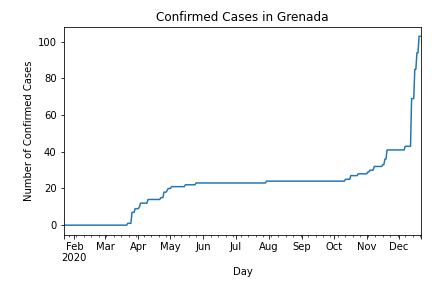 Confirmed Cases in Grenada
Number of Confirmed Cases
100
80
60
40
20
0
Feb Mar Apr May Jun Jul Aug Sep Oct Nov Dec
2020
Day